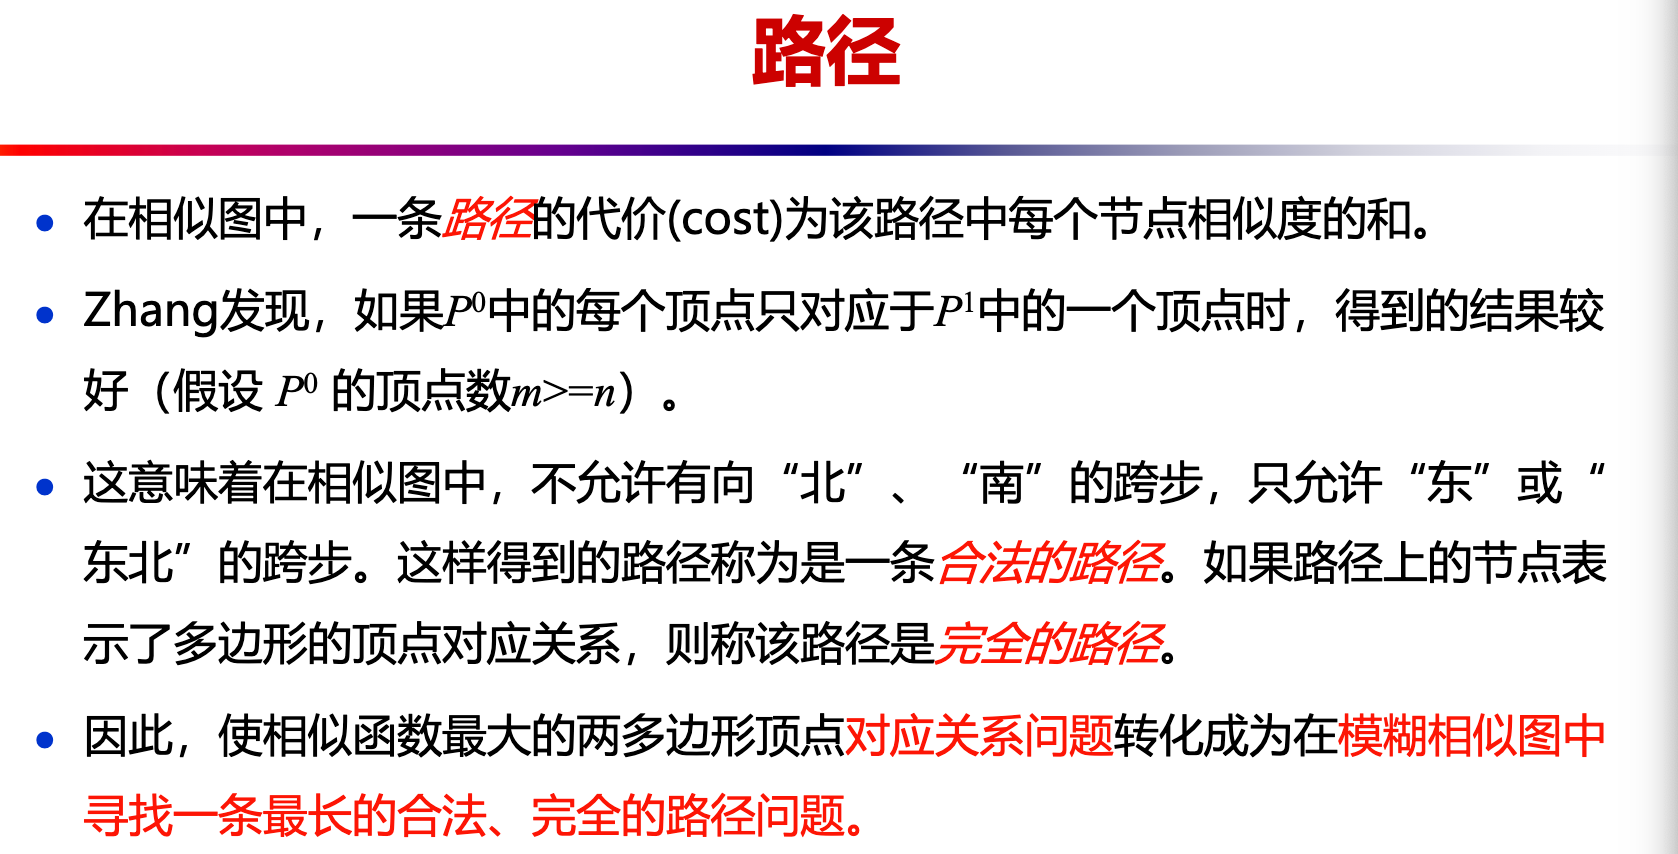 路径
在相似图中，一条路径的代价(cost)为该路径中每个节点相似度的和。
Zhang发现，如果P⁰中的每个顶点只对应于P¹中的一个顶点时，得到的结果较
好（假设 P⁰ 的顶点数m>=n）。
这意味着在相似图中，不允许有向“北”、“南”的跨步，只允许“东”或“
东北”的跨步。这样得到的路径称为是一条合法的路径。如果路径上的节点表
示了多边形的顶点对应关系，则称该路径是完全的路径。
因此，使相似函数最大的两多边形顶点对应关系问题转化成为在模糊相似图中
寻找一条最长的合法、完全的路径问题。